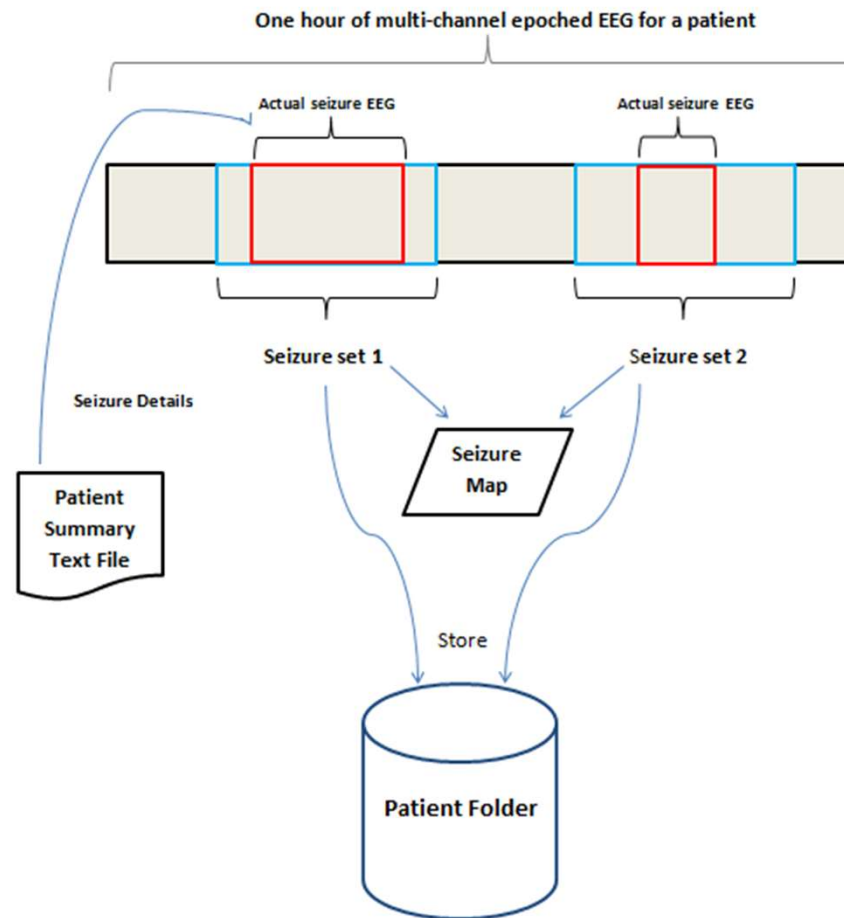 One hour of multi-channel epoched EEG for a patient
Actual seizure EEG
Actual seizure EEG
Seizure set 1
Seizure set 2
Seizure Details
Seizure
Map
Patient
Summary
Text File
Store
Patient Folder